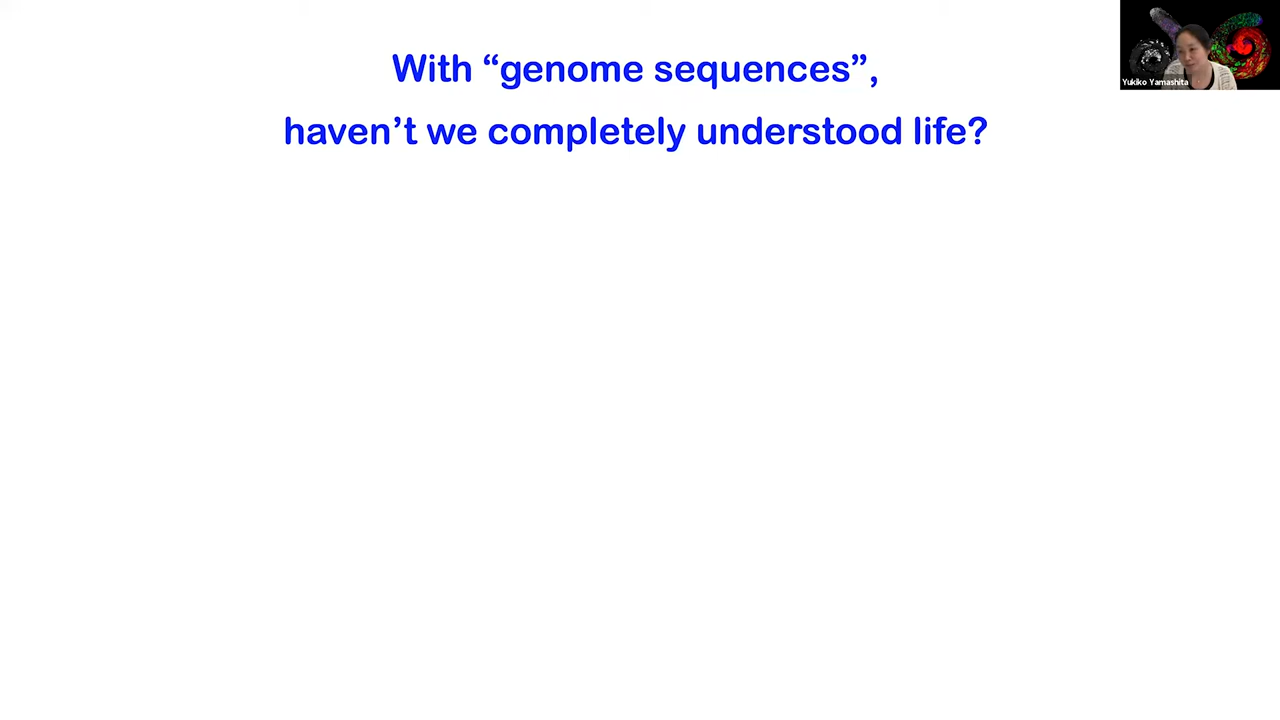 With “genome sequences”,
haven’t we completely understood life?
Yukiko Yamashita